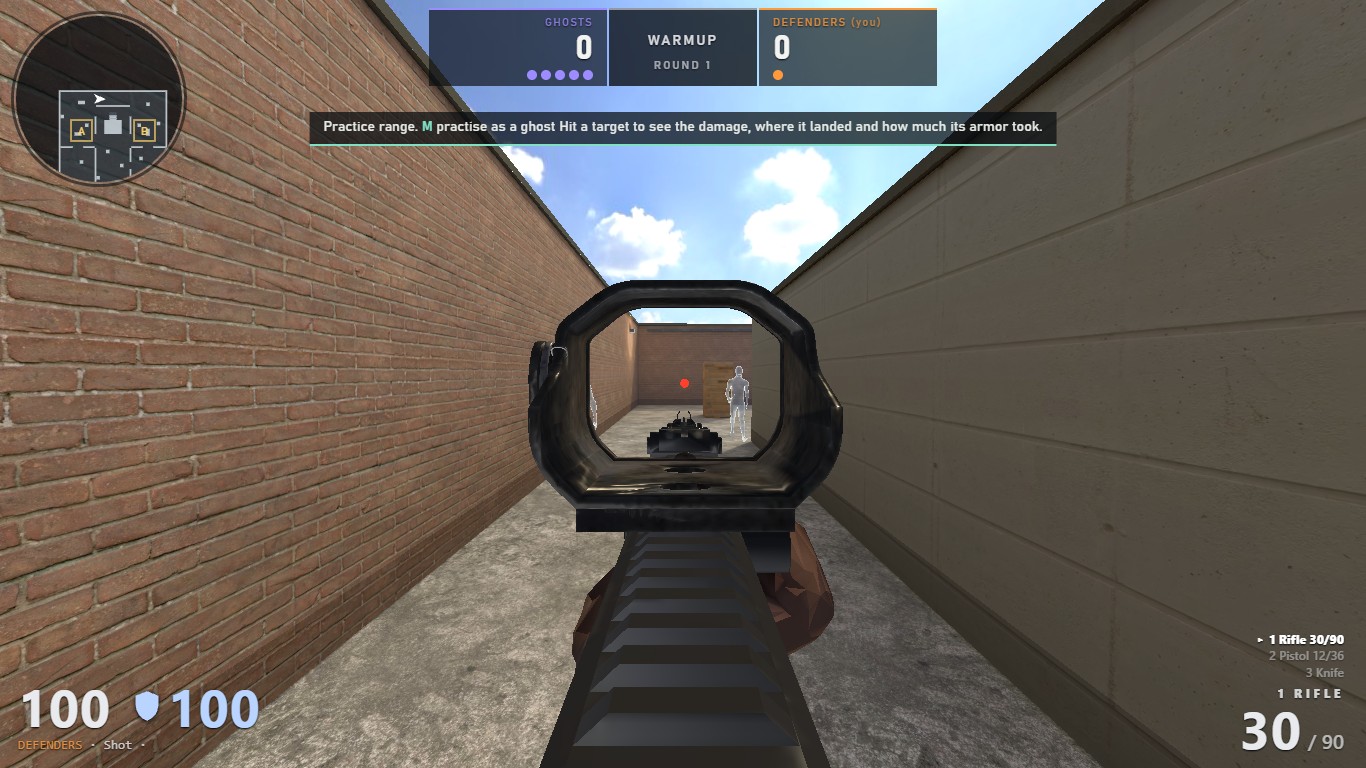 GHOSTS
0
WARMUP
ROUND 1
DEFENDERS (you)
0
Practice range. M practise as a ghost Hit a target to see the damage, where it landed and how much its armor took.
A
B
▸ 1 Rifle 30/90
2 Pistol 12/36
3 Knife
1 RIFLE
30 / 90
100 100
DEFENDERS · Shot ·